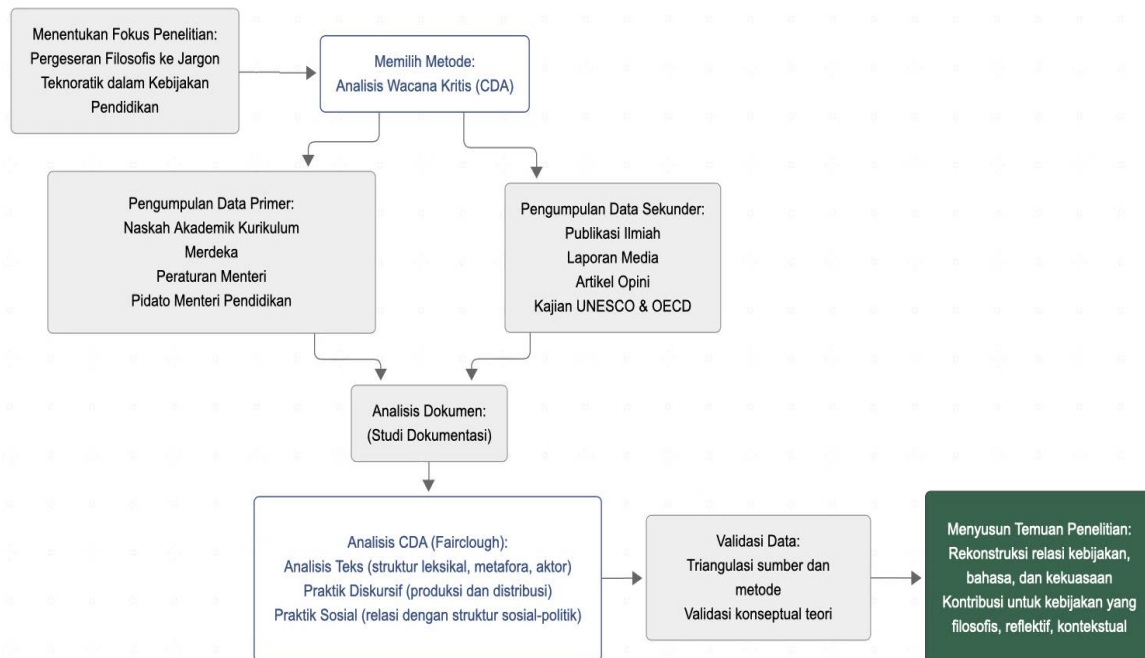 Menentukan Fokus Penelitian:
Pergeseran Filosofis ke Jargon
Teknoratik dalam Kebijakan
Pendidikan
Memilih Metode:
Analisis Wacana Kritis (CDA)
Pengumpulan Data Primer:
Naskah Akademik Kurikulum
Merdeka
Peraturan Menteri
Pidato Menteri Pendidikan
Pengumpulan Data Sekunder:
Publikasi Ilmiah
Laporan Media
Artikel Opini
Kajian UNESCO & OECD
Analisis Dokumen:
(Studi Dokumentasi)
Analisis CDA (Fairclough):
Analisis Teks (struktur leksikal, metafora, aktor)
Praktik Diskursif (produksi dan distribusi)
Praktik Sosial (relasi dengan struktur sosial-politik)
Validasi Data:
Triangulasi sumber dan
metode
Validasi konseptual teori
Menyusun Temuan Penelitian:
Rekonstruksi relasi kebijakan,
bahasa, dan kekuasaan
Kontribusi untuk kebijakan yang
filosofis, reflektif, kontekstual